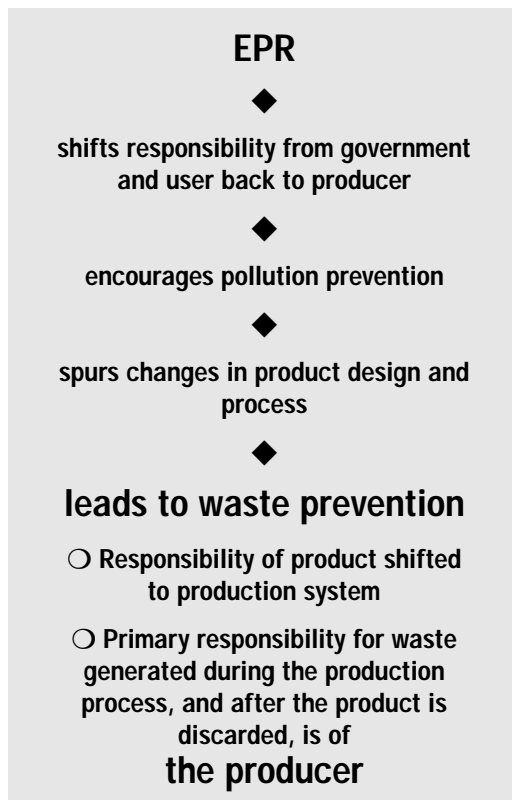 EPR
◆
shifts responsibility from government
and user back to producer
◆
encourages pollution prevention
◆
spurs changes in product design and
process
◆
leads to waste prevention
❍ Responsibility of product shifted
to production system
❍ Primary responsibility for waste
generated during the production
process, and after the product is
discarded, is of
the producer